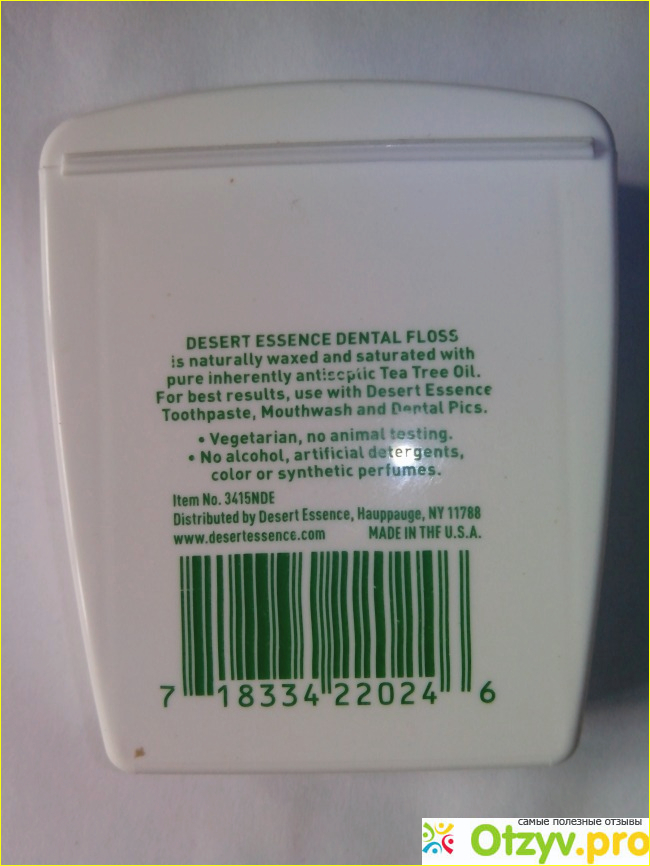 DESERT ESSENCE DENTAL FLOSS
is naturally waxed and saturated with
pure inherently antiseptic Tea Tree Oil.
For best results, use with Desert Essence
Toothpaste, Mouthwash and Dental Pics.
• Vegetarian, no animal testing.
• No alcohol, artificial detergents,
color or synthetic perfumes.
Item No. 3415NDE
Distributed by Desert Essence, Hauppauge, NY 11788
www.desertessence.com MADE IN THE U.S.A.
7 18334 22024 6
самые полезные отзывы
Otzyv.pro